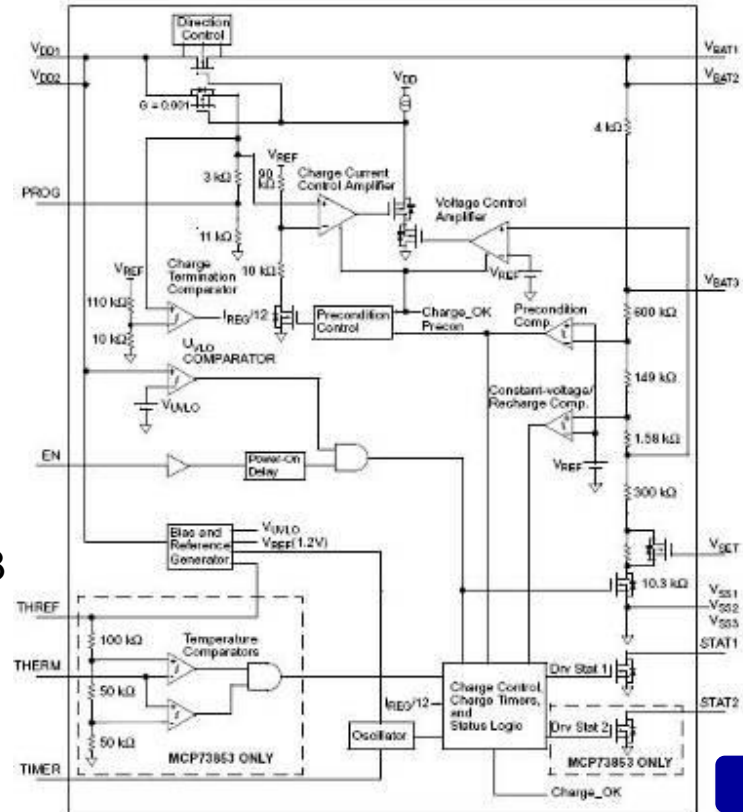 Direction
Control
VDD1
VBAT1
VDD2
VBAT2
VDD
G = 0.001
4 kΩ
VREF
90
kΩ
3 kΩ
Charge Current
Control Amplifier
Voltage Control
Amplifier
PROG
11 kΩ
Charge
Termination
Comparator
VREF
10 kΩ
VREF
VBAT3
110 kΩ
IREG/12
Precondition
Control
Charge_OK
Precon
Precondition
Comp.
600 kΩ
10 kΩ
UVLO
COMPARATOR
149 kΩ
Constant-voltage/
Recharge Comp.
VUVLO
1.58 kΩ
EN
Power-On
Delay
VREF
300 kΩ
Bias and
Reference
Generator
VUVLO
VREF(1.2V)
VSET
10.3 kΩ
THREF
VSS1
VSS2
VSS3
100 kΩ
Temperature
Comparators
STAT1
THERM
Drv Stat 1
50 kΩ
IREG/12
Charge Control,
Charge Timers,
and
Status Logic
STAT2
Drv Stat 2
50 kΩ
Oscillator
MCP73853 ONLY
MCP73853 ONLY
TIMER
Charge_OK